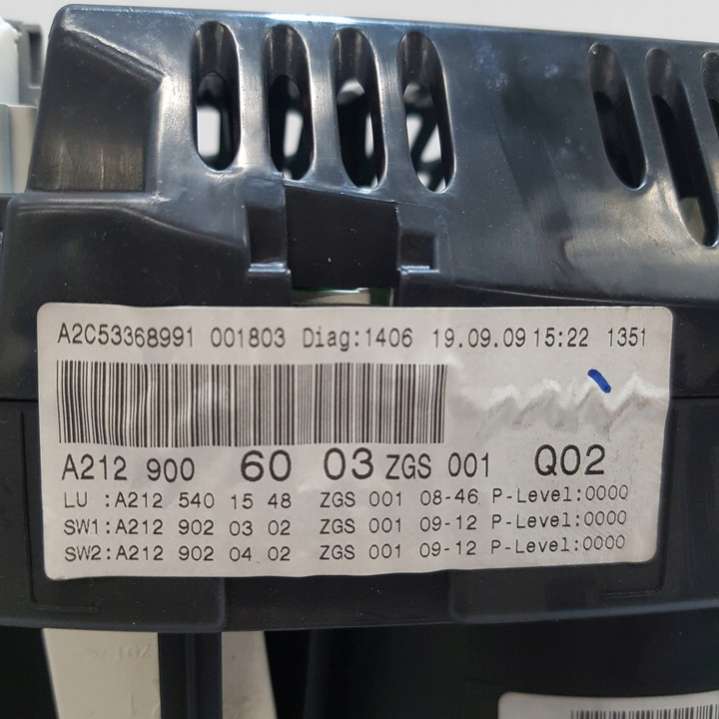 A2C53368991 001803 Diag:1406 19.09.09 15:22 1351
A212 900 60 03 ZGS 001 Q02
LU :A212 540 15 48 ZGS 001 08-46 P-Level:0000
SW1:A212 902 03 02 ZGS 001 09-12 P-Level:0000
SW2:A212 902 04 02 ZGS 001 09-12 P-Level:0000